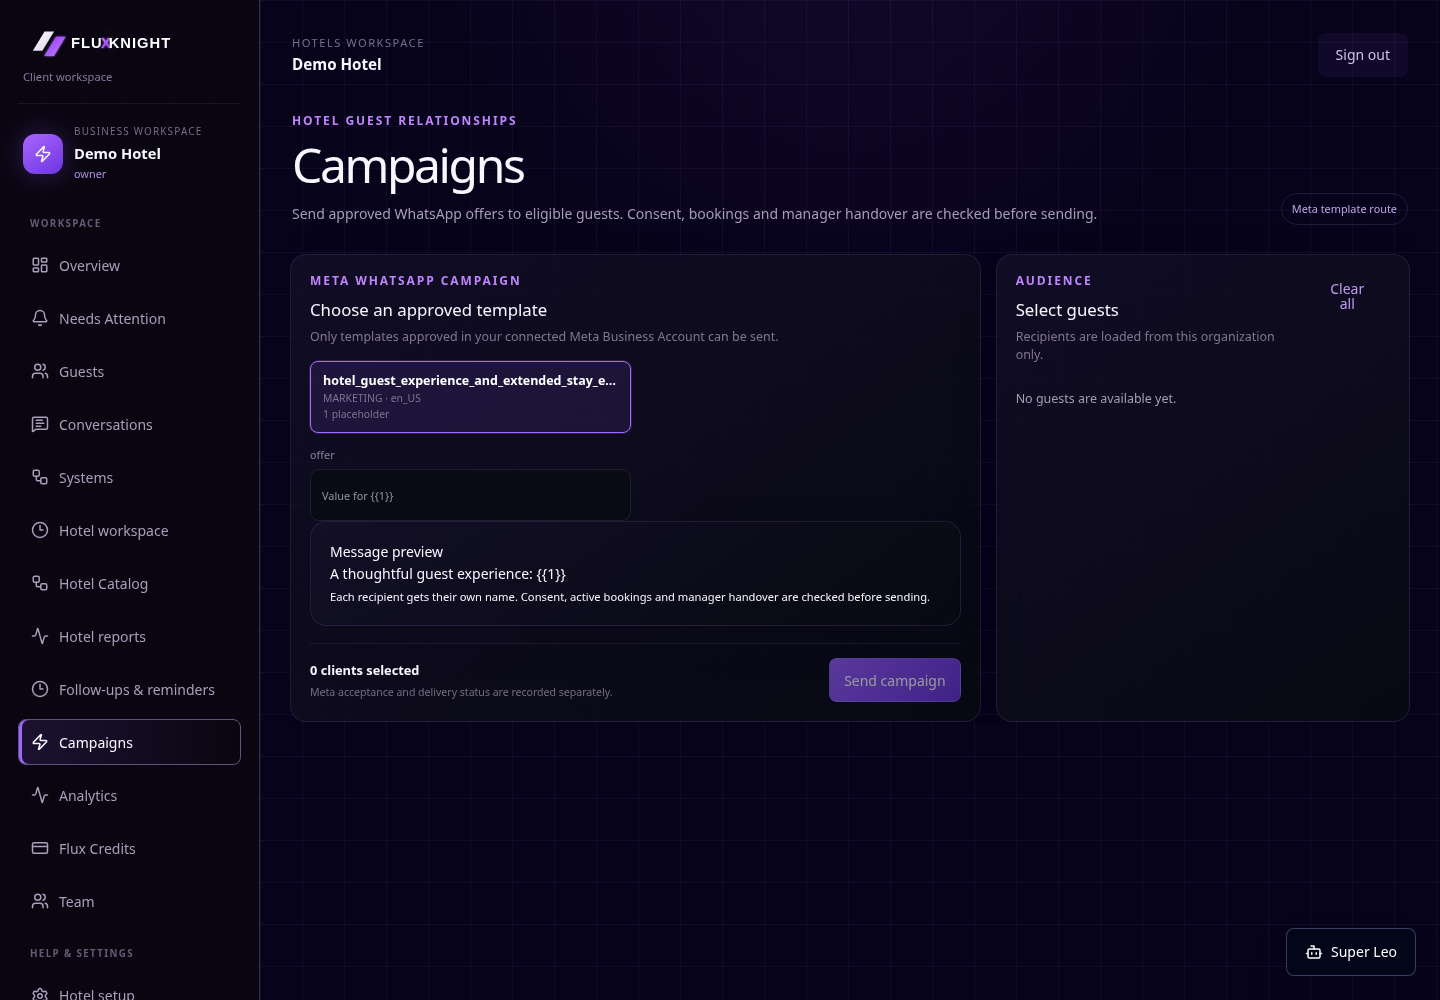 FLUXKNIGHT
Client workspace
BUSINESS WORKSPACE
Demo Hotel
owner
WORKSPACE
Overview
Needs Attention
Guests
Conversations
Systems
Hotel workspace
Hotel Catalog
Hotel reports
Follow-ups & reminders
Campaigns
Analytics
Flux Credits
Team
HELP & SETTINGS
Hotel setup
HOTELS WORKSPACE
Demo Hotel
Sign out
HOTEL GUEST RELATIONSHIPS
Campaigns
Send approved WhatsApp offers to eligible guests. Consent, bookings and manager handover are checked before sending.
Meta template route
META WHATSAPP CAMPAIGN
Choose an approved template
Only templates approved in your connected Meta Business Account can be sent.
hotel_guest_experience_and_extended_stay_e...
MARKETING · en_US
1 placeholder
offer
Value for {{1}}
Message preview
A thoughtful guest experience: {{1}}
Each recipient gets their own name. Consent, active bookings and manager handover are checked before sending.
0 clients selected
Meta acceptance and delivery status are recorded separately.
Send campaign
AUDIENCE
Select guests
Recipients are loaded from this organization
only.
Clear
all
No guests are available yet.
Super Leo